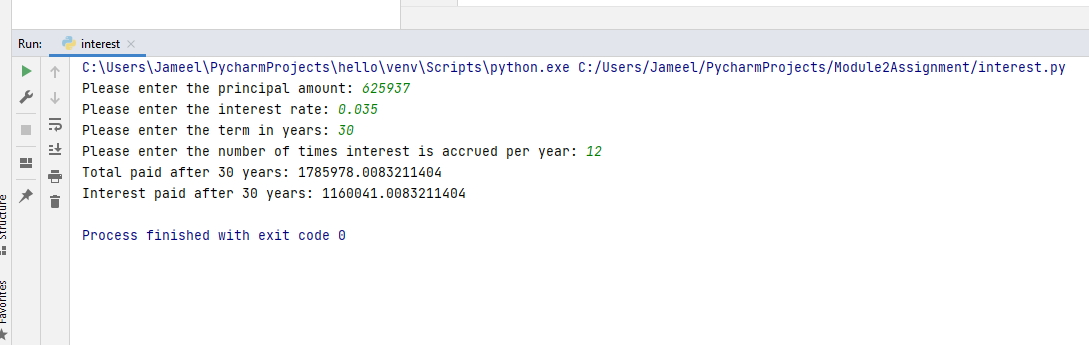 Run: interest
C:\Users\Jameel\PycharmProjects\hello\venv\Scripts\python.exe C:/Users/Jameel/PycharmProjects/Module2Assignment/interest.py
Please enter the principal amount: 625937
Please enter the interest rate: 0.035
Please enter the term in years: 30
Please enter the number of times interest is accrued per year: 12
Total paid after 30 years: 1785978.0083211404
Interest paid after 30 years: 1160041.0083211404
Process finished with exit code 0
Structure
Favorites